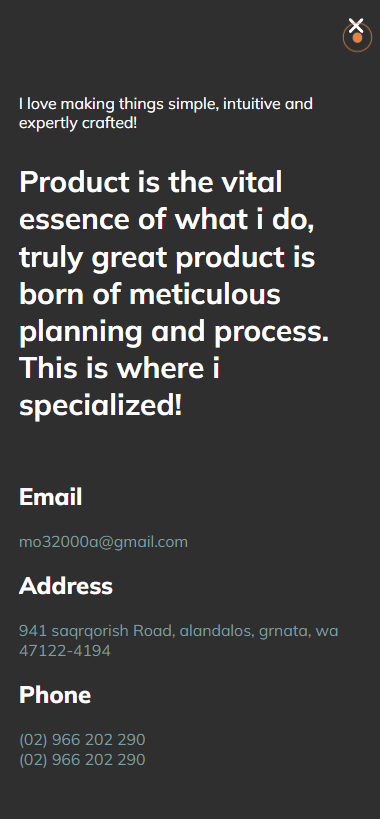 I love making things simple, intuitive and
expertly crafted!
Product is the vital
essence of what i do,
truly great product is
born of meticulous
planning and process.
This is where i
specialized!
Email
mo32000a@gmail.com
Address
941 saqrqorish Road, alandalos, grnata, wa
47122-4194
Phone
(02) 966 202 290
(02) 966 202 290